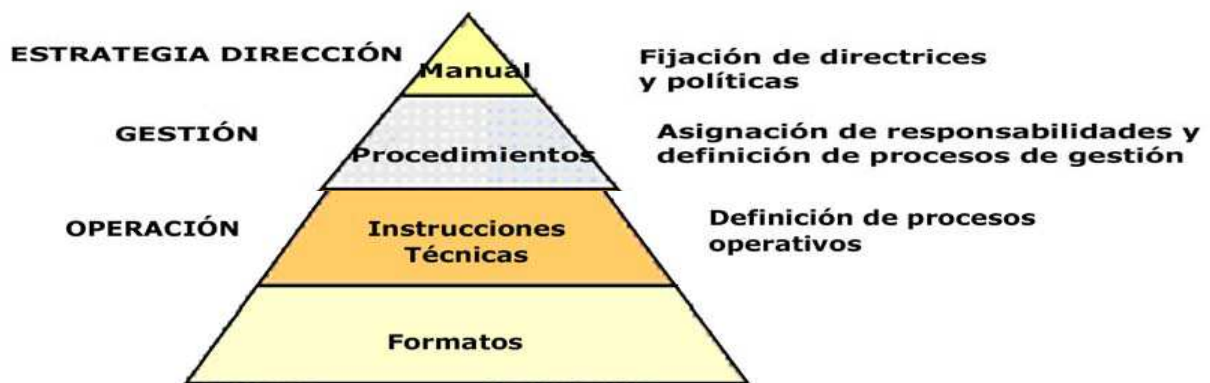 ESTRATEGIA DIRECCIÓN
Manual
Fijación de directrices
y políticas
GESTIÓN
Procedimientos
Asignación de responsabilidades y
definición de procesos de gestión
OPERACIÓN
Instrucciones
Técnicas
Definición de procesos
operativos
Formatos